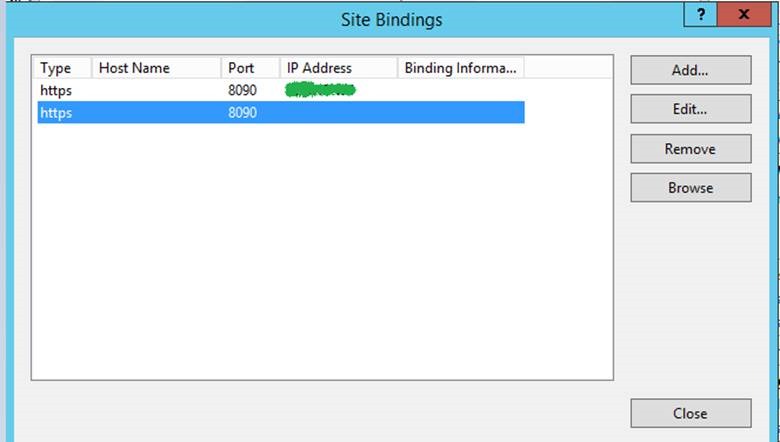 Site Bindings
?
X
Type Host Name Port IP Address Binding Informa...
https 8090
https 8090
Add...
Edit...
Remove
Browse
Close